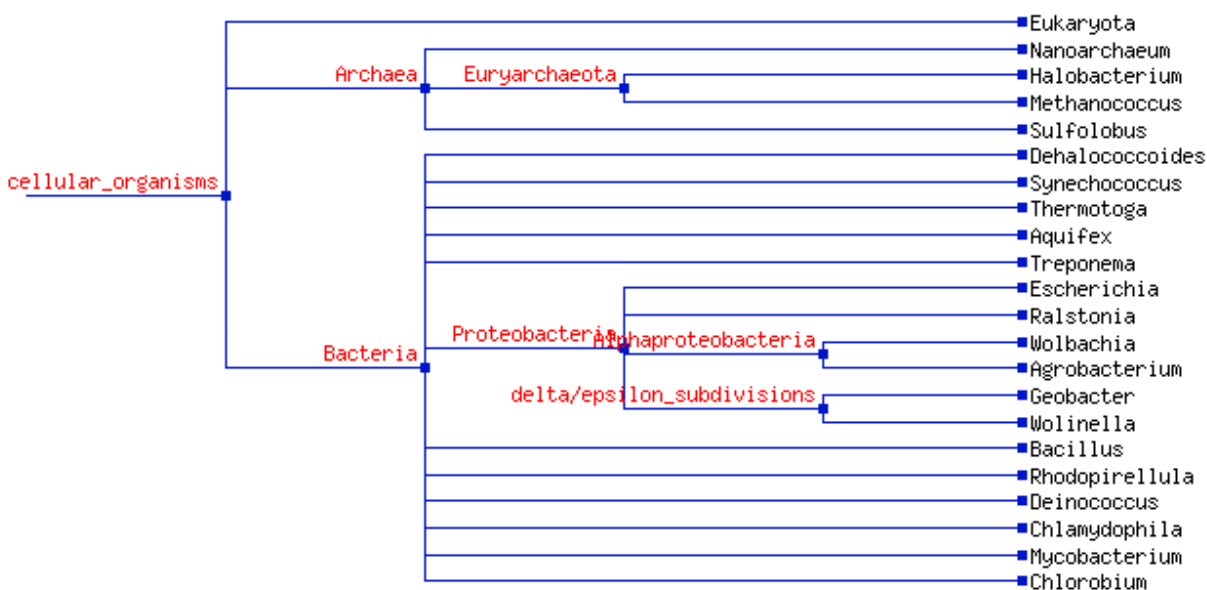 Eukaryota
Nanoarchaeum
Archaea
Euryarchaeota
Halobacterium
Methanococcus
Sulfolobus
Dehalococcoides
cellular_organisms
Synechococcus
Thermotoga
Aquifex
Treponema
Escherichia
Ralstonia
Proteobacteria
Alphaproteobacteria
Wolbachia
Bacteria
Agrobacterium
delta/epsilon_subdivisions
Geobacter
Wolinella
Bacillus
Rhodopirellula
Deinococcus
Chlamydophila
Mycobacterium
Chlorobium